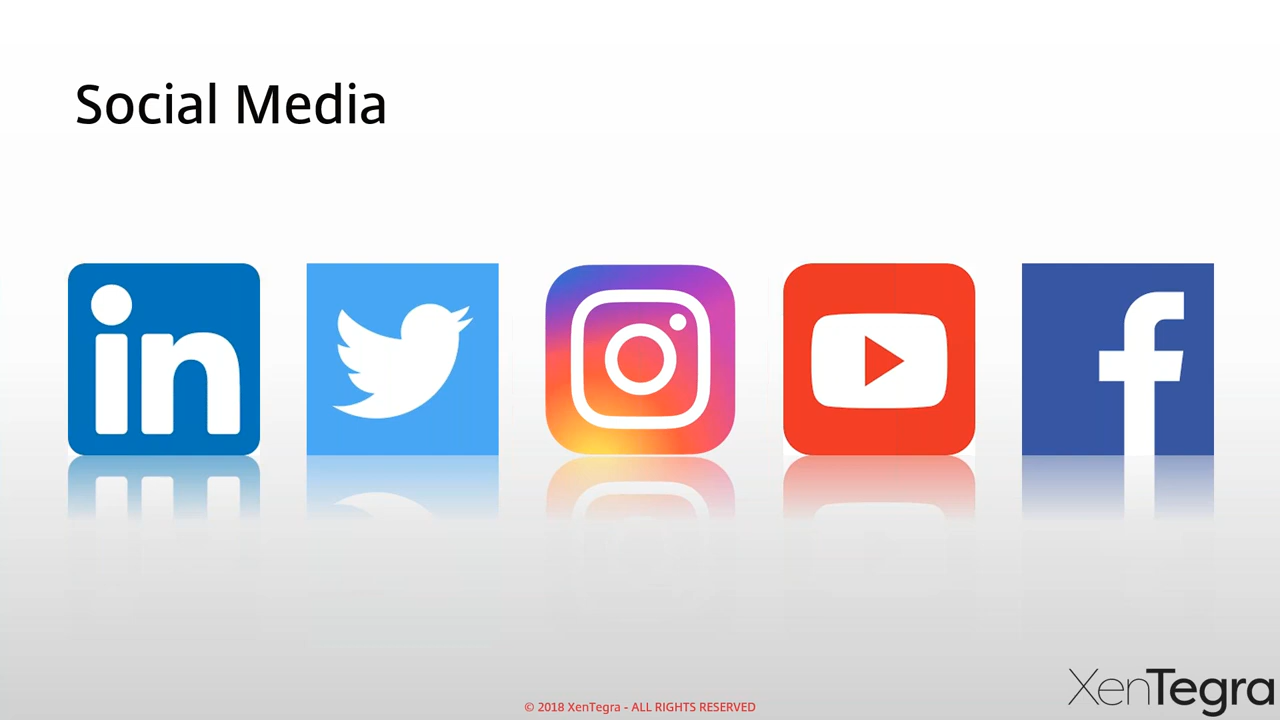 Social Media
in
f
XenTegra
© 2018 XenTegra - ALL RIGHTS RESERVED